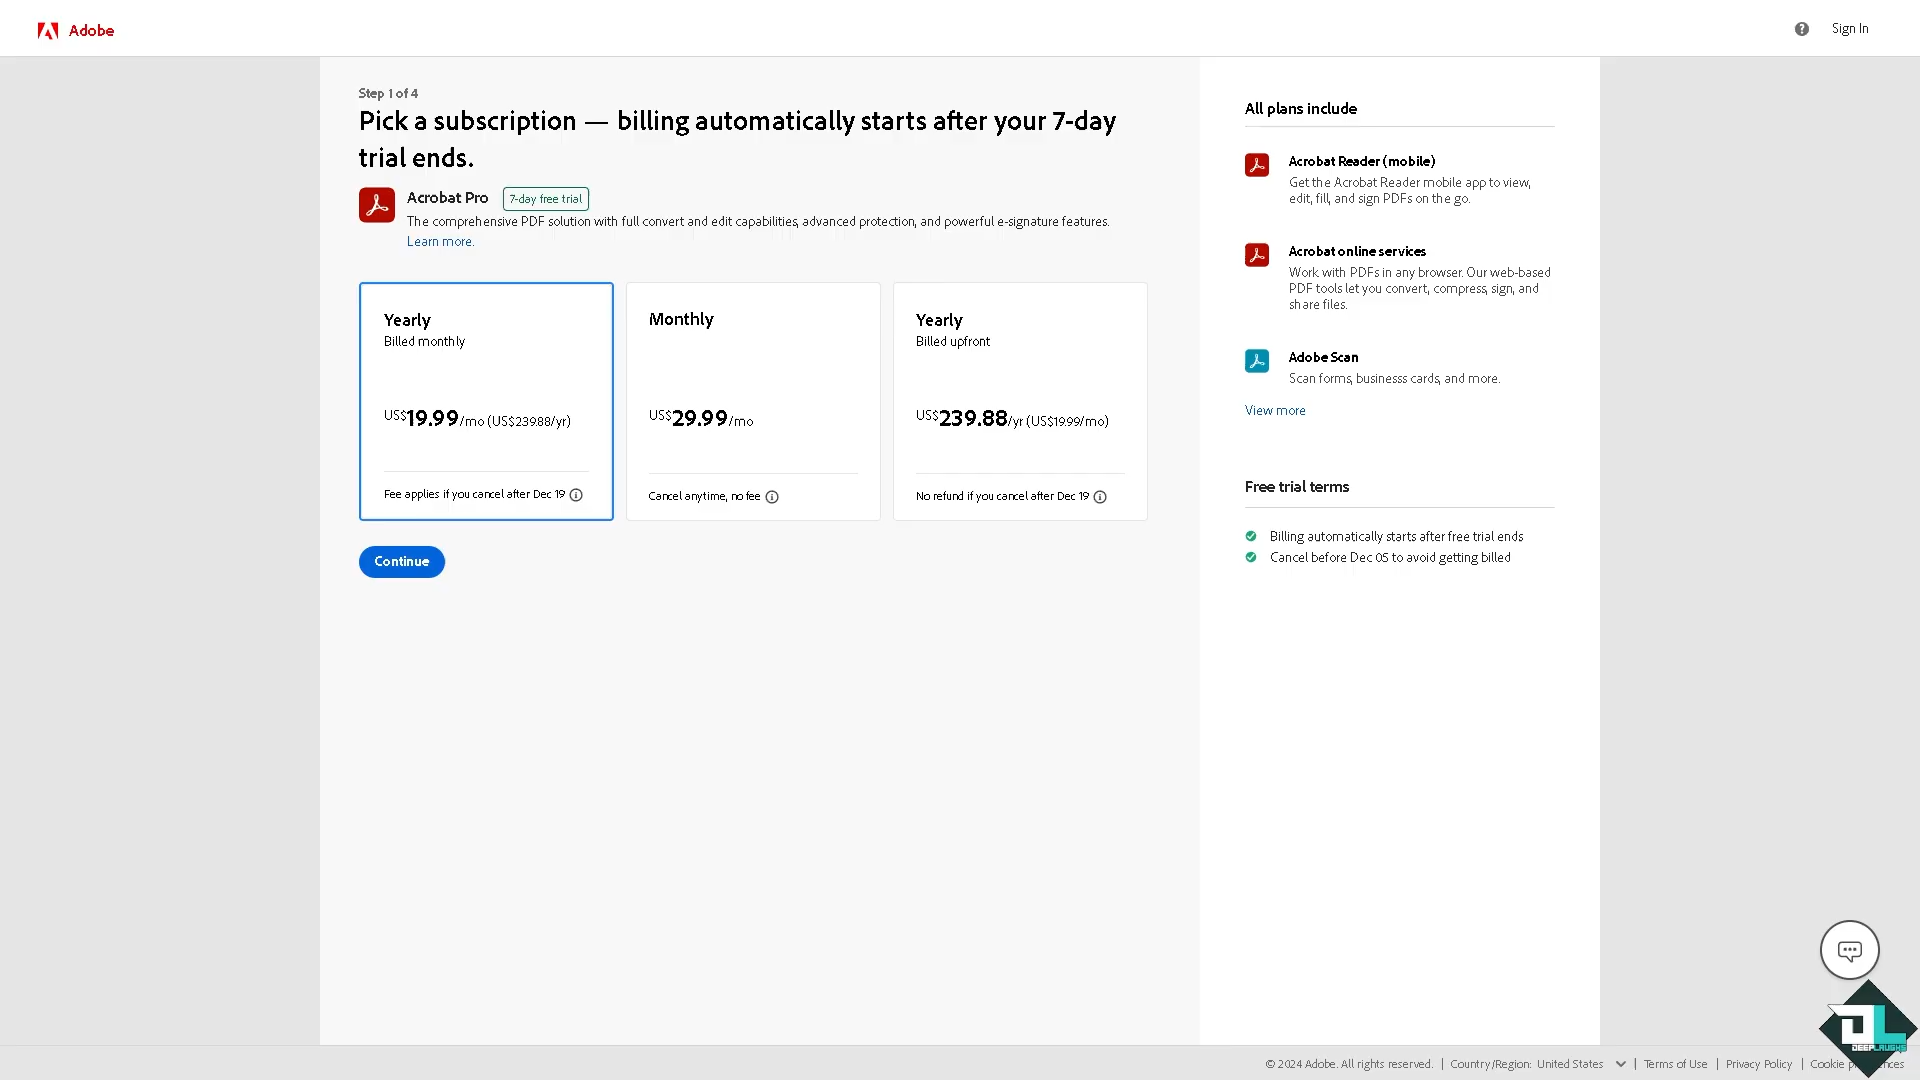 Adobe
Sign In
Step 1 of 4
Pick a subscription — billing automatically starts after your 7-day
trial ends.
Acrobat Pro
7-day free trial
The comprehensive PDF solution with full convert and edit capabilities, advanced protection, and powerful e-signature features.
Learn more.
Yearly
Billed monthly
US$19.99/mo (US$239.88/yr)
Fee applies if you cancel after Dec 19
Monthly
US$29.99/mo
Cancel anytime, no fee
Yearly
Billed upfront
US$239.88/yr (US$19.99/mo)
No refund if you cancel after Dec 19
Continue
All plans include
Acrobat Reader (mobile)
Get the Acrobat Reader mobile app to view,
edit, fill, and sign PDFs on the go.
Acrobat online services
Work with PDFs in any browser. Our web-based
PDF tools let you convert, compress, sign, and
share files.
Adobe Scan
Scan forms, businesss cards, and more.
View more
Free trial terms
Billing automatically starts after free trial ends
Cancel before Dec 05 to avoid getting billed
DEEPLAUGHS
© 2024 Adobe. All rights reserved. | Country/Region: United States | Terms of Use | Privacy Policy | Cookie